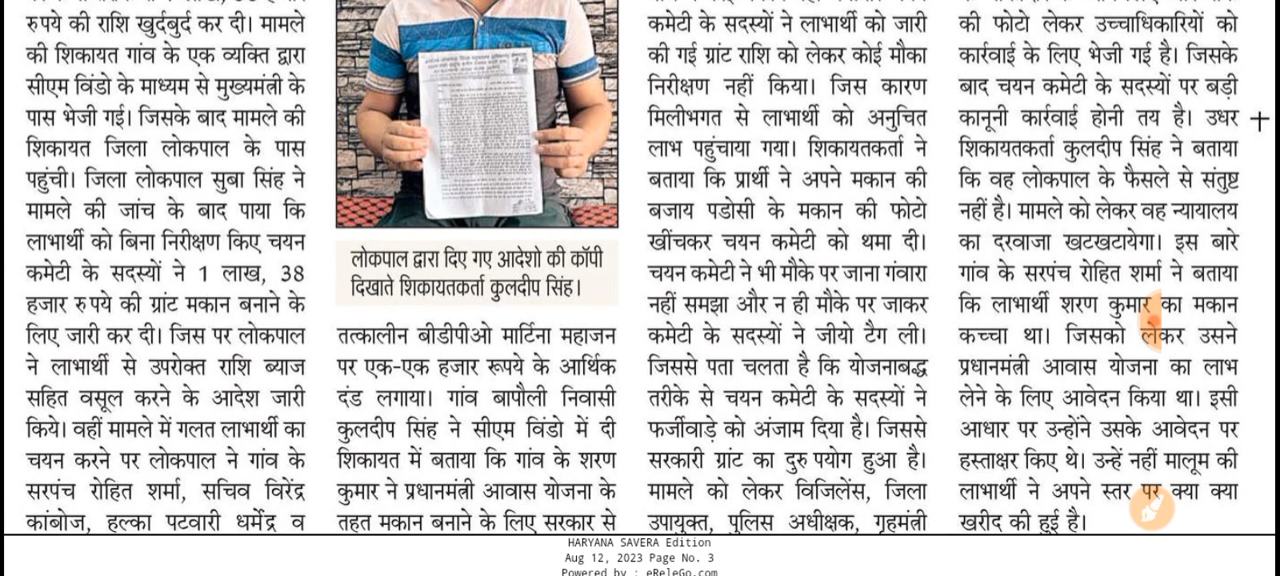 रुपये की राशि खुर्दबुर्द कर दी। मामले
की शिकायत गांव के एक व्यक्ति द्वारा
सीएम विंडो के माध्यम से मुख्यमंत्री के
पास भेजी गई। जिसके बाद मामले की
शिकायत जिला लोकपाल के पास
पहुंची। जिला लोकपाल सुबा सिंह ने
मामले की जांच के बाद पाया कि
लाभार्थी को बिना निरीक्षण किए चयन
कमेटी के सदस्यों ने 1 लाख, 38
हजार रुपये की ग्रांट मकान बनाने के
लिए जारी कर दी। जिस पर लोकपाल
ने लाभार्थी से उपरोक्त राशि ब्याज
सहित वसूल करने के आदेश जारी
किये। वहीं मामले में गलत लाभार्थी का
चयन करने पर लोकपाल ने गांव के
सरपंच रोहित शर्मा, सचिव विरेंद्र
कांबोज, हल्का पटवारी धर्मेंद्र व
लोकपाल द्वारा दिए गए आदेशो की कॉपी
दिखाते शिकायतकर्ता कुलदीप सिंह।
तत्कालीन बीडीपीओ मार्टिना महाजन
पर एक-एक हजार रूपये के आर्थिक
दंड लगाया। गांव बापौली निवासी
कुलदीप सिंह ने सीएम विंडो में दी
शिकायत में बताया कि गांव के शरण
कुमार ने प्रधानमंत्री आवास योजना के
तहत मकान बनाने के लिए सरकार से
कमेटी के सदस्यों ने लाभार्थी को जारी
की गई ग्रांट राशि को लेकर कोई मौका
निरीक्षण नहीं किया। जिस कारण
मिलीभगत से लाभार्थी को अनुचित
लाभ पहुंचाया गया। शिकायतकर्ता ने
बताया कि प्रार्थी ने अपने मकान की
बजाय पडोसी के मकान की फोटो
खींचकर चयन कमेटी को थमा दी।
चयन कमेटी ने भी मौके पर जाना गंवारा
नहीं समझा और न ही मौके पर जाकर
कमेटी के सदस्यों ने जीयो टैग ली।
जिससे पता चलता है कि योजनाबद्ध
तरीके से चयन कमेटी के सदस्यों ने
फर्जीवाड़े को अंजाम दिया है। जिससे
सरकारी ग्रांट का दुरुपयोग हुआ है।
मामले को लेकर विजिलेंस, जिला
उपायुक्त, पुलिस अधीक्षक, गृहमंत्री
की फोटो लेकर उच्चाधिकारियों को
कार्रवाई के लिए भेजी गई है। जिसके
बाद चयन कमेटी के सदस्यों पर बड़ी
कानूनी कार्रवाई होनी तय है। उधर
शिकायतकर्ता कुलदीप सिंह ने बताया
कि वह लोकपाल के फैसले से संतुष्ट
नहीं है। मामले को लेकर वह न्यायालय
का दरवाजा खटखटायेगा। इस बारे
गांव के सरपंच रोहित शर्मा ने बताया
कि लाभार्थी शरण कुमार का मकान
कच्चा था। जिसको लेकर उसने
प्रधानमंत्री आवास योजना का लाभ
लेने के लिए आवेदन किया था। इसी
आधार पर उन्होंने उसके आवेदन पर
हस्ताक्षर किए थे। उन्हें नहीं मालूम की
लाभार्थी ने अपने स्तर पर क्या क्या
खरीद की हुई है।
HARYANA SAVERA Edition
Aug 12, 2023 Page No. 3
Powered by : eReleGo.com